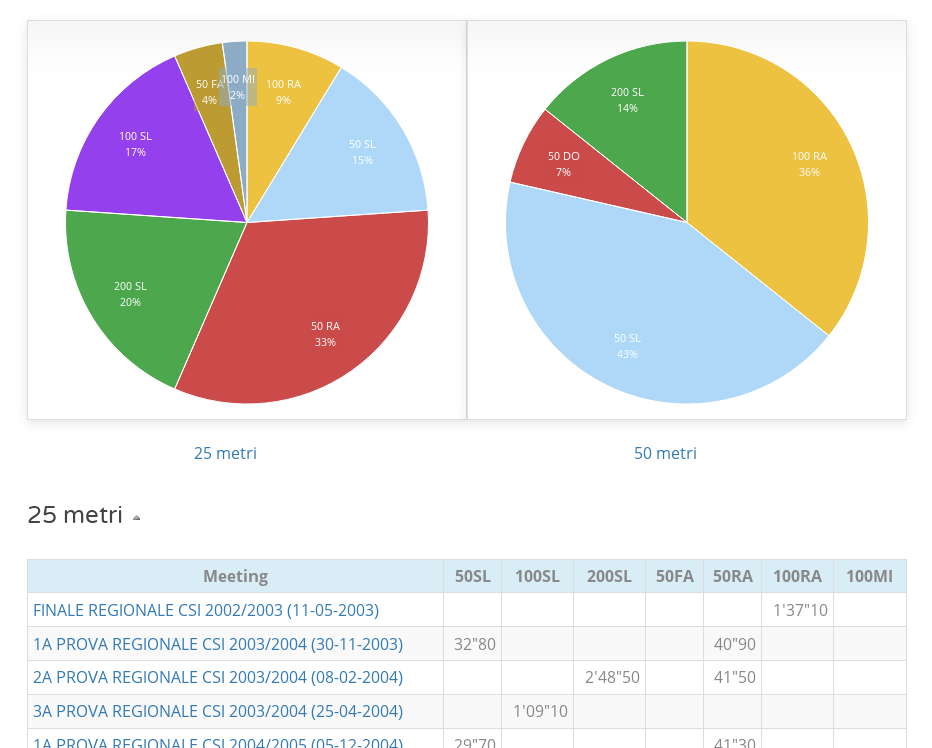 50 FA
4%
100 MI
2%
100 RA
9%
50 SL
15%
100 SL
17%
200 SL
20%
50 RA
33%
200 SL
14%
50 DO
7%
100 RA
36%
50 SL
43%
25 metri
50 metri
25 metri
Meeting 50SL 100SL 200SL 50FA 50RA 100RA 100MI
FINALE REGIONALE CSI 2002/2003 (11-05-2003) 1'37"10
1A PROVA REGIONALE CSI 2003/2004 (30-11-2003) 32"80 40"90
2A PROVA REGIONALE CSI 2003/2004 (08-02-2004) 2'48"50 41"50
3A PROVA REGIONALE CSI 2003/2004 (25-04-2004) 1'09"10
1A PROVA REGIONALE CSI 2004/2005 (05-12-2004) 29"70 41"30